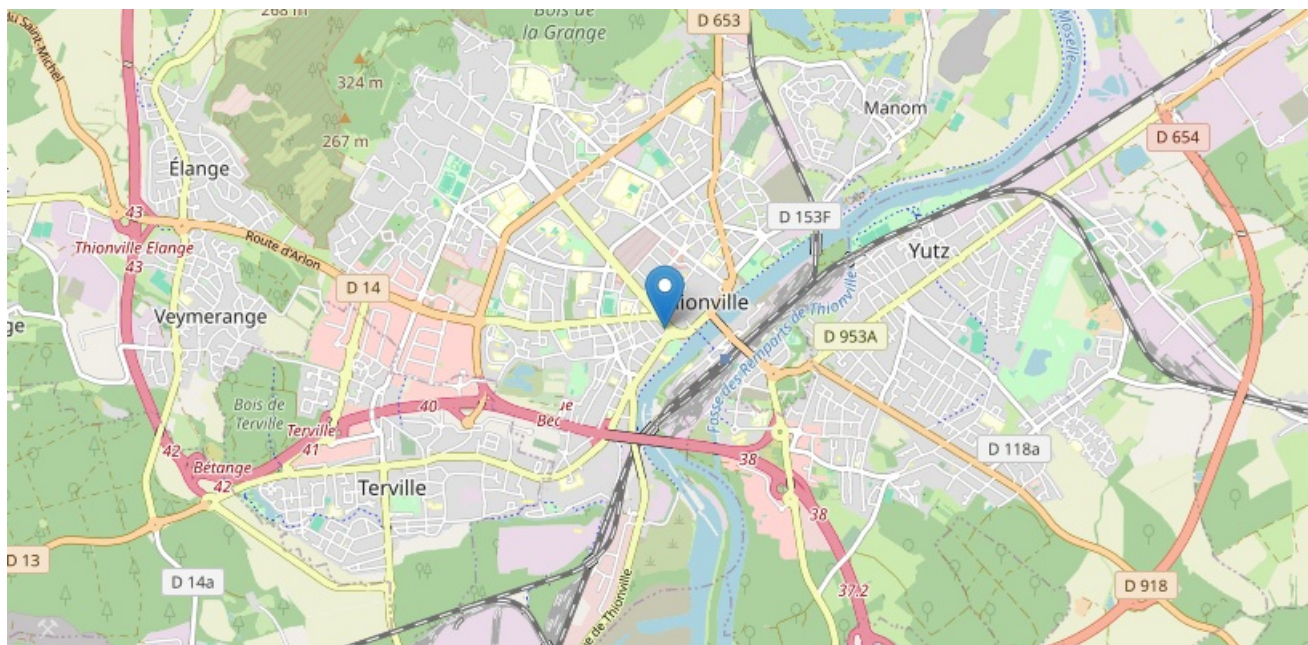 268 m
Bois de
la Grange
D 653
du Saint-Michel
324 m
Moselle
Manom
267 m
D 654
Élange
43
D 153F
Thionville Elange
43
Route d'Arlon
Yutz
D 14
Thionville
Veymerange
ge
D 953A
Fossé des Remparts de Thionville
Bois de
Terville
40
Terville
41
42
Bétange
42
38
D 118a
Terville
38
D 13
D 14a
37.2
D 918
e de Thionville